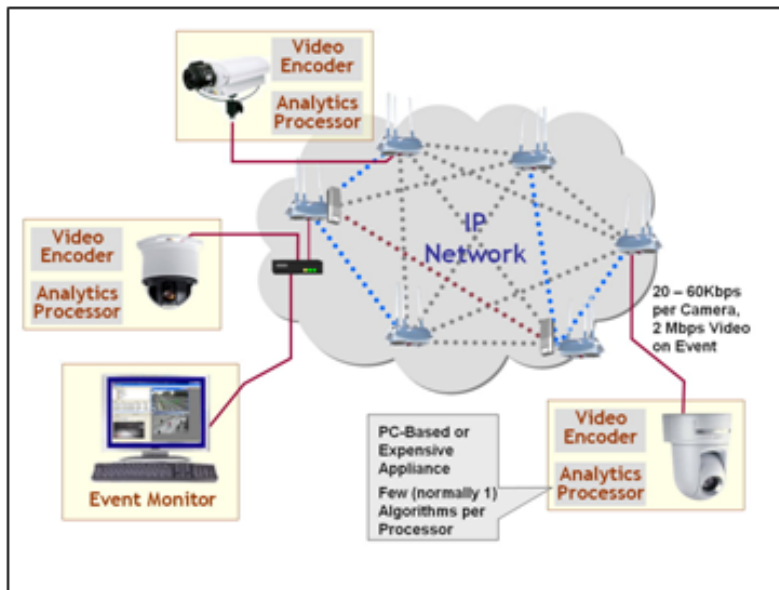 Video
Encoder
Analytics
Processor
IP
Network
Video
Encoder
Analytics
Processor
20 – 60Kbps
per Camera,
2 Mbps Video
on Event
Event Monitor
PC-Based or
Expensive
Appliance
Few (normally 1)
Algorithms per
Processor
Video
Encoder
Analytics
Processor